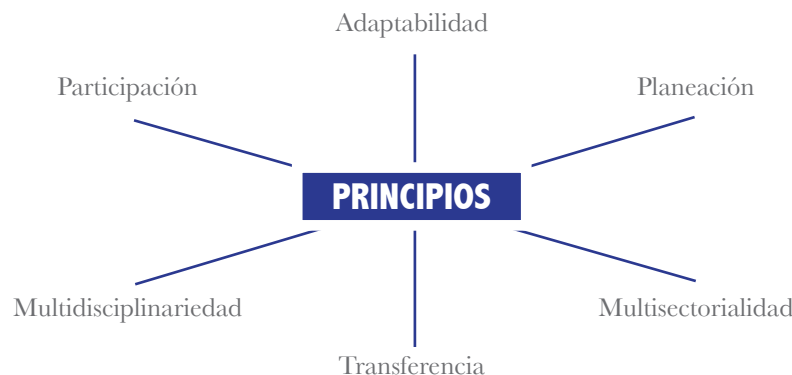 Adaptabilidad
Participación
Planeación
PRINCIPIOS
Multidisciplinariedad
Multisectorialidad
Transferencia